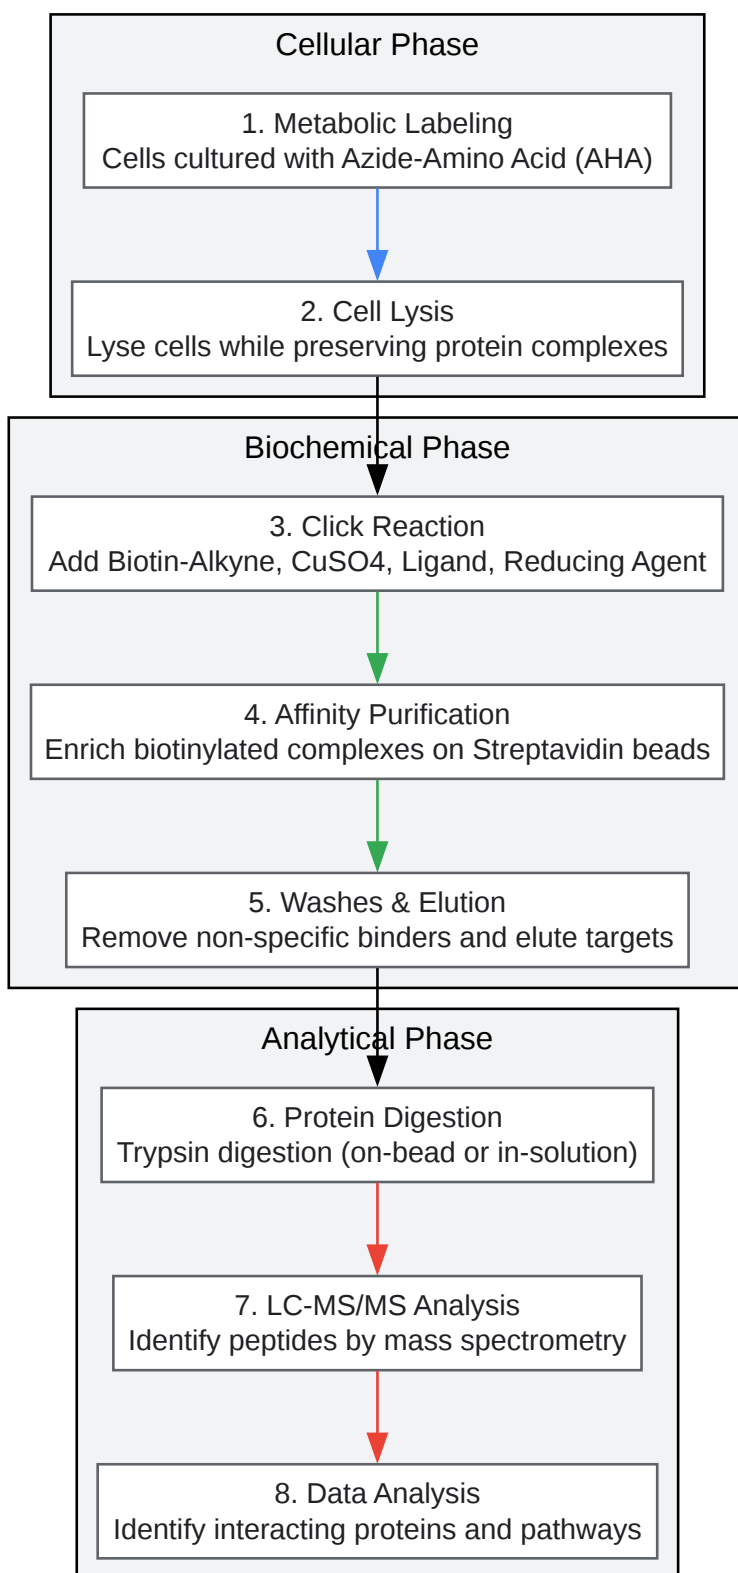 Cellular Phase
1. Metabolic Labeling
Cells cultured with Azide-Amino Acid (AHA)
2. Cell Lysis
Lyse cells while preserving protein complexes
Biochemical Phase
3. Click Reaction
Add Biotin-Alkyne, CuSO4, Ligand, Reducing Agent
4. Affinity Purification
Enrich biotinylated complexes on Streptavidin beads
5. Washes & Elution
Remove non-specific binders and elute targets
Analytical Phase
6. Protein Digestion
Trypsin digestion (on-bead or in-solution)
7. LC-MS/MS Analysis
Identify peptides by mass spectrometry
8. Data Analysis
Identify interacting proteins and pathways